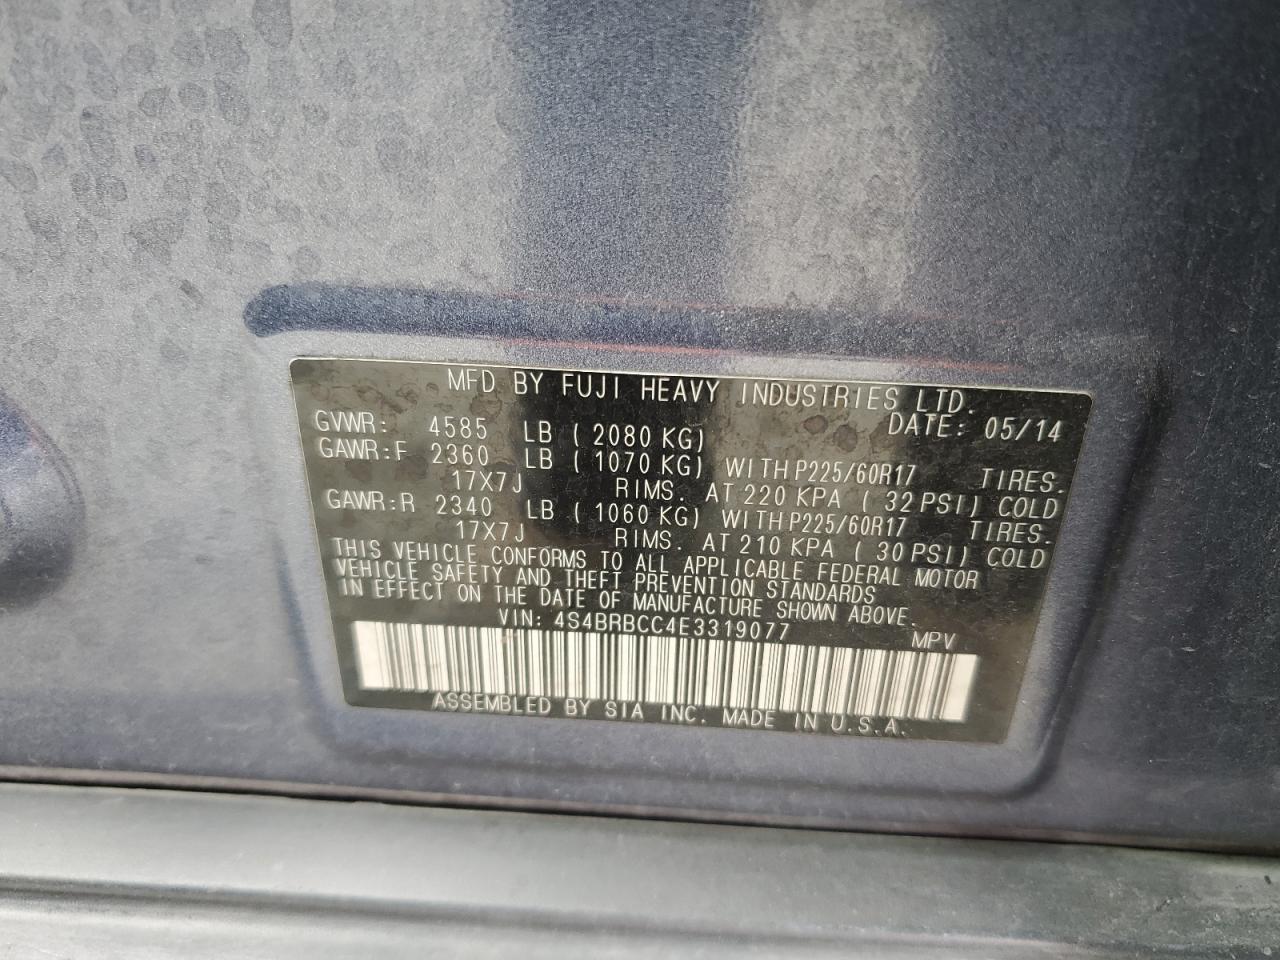 MFD BY FUJI HEAVY INDUSTRIES LTD.
DATE: 05/14
GVWR: 4585 LB ( 2080 KG)
GAWR:F 2360 LB ( 1070 KG) WITH P225/60R17 TIRES.
17X7J RIMS. AT 220 KPA ( 32 PSI) COLD
GAWR:R 2340 LB ( 1060 KG) WITH P225/60R17 TIRES.
17X7J RIMS. AT 210 KPA ( 30 PSI) COLD
THIS VEHICLE CONFORMS TO ALL APPLICABLE FEDERAL MOTOR
VEHICLE SAFETY AND THEFT PREVENTION STANDARDS
IN EFFECT ON THE DATE OF MANUFACTURE SHOWN ABOVE.
VIN: 4S4BRBCC4E3319077 MPV
ASSEMBLED BY SIA INC. MADE IN U.S.A.